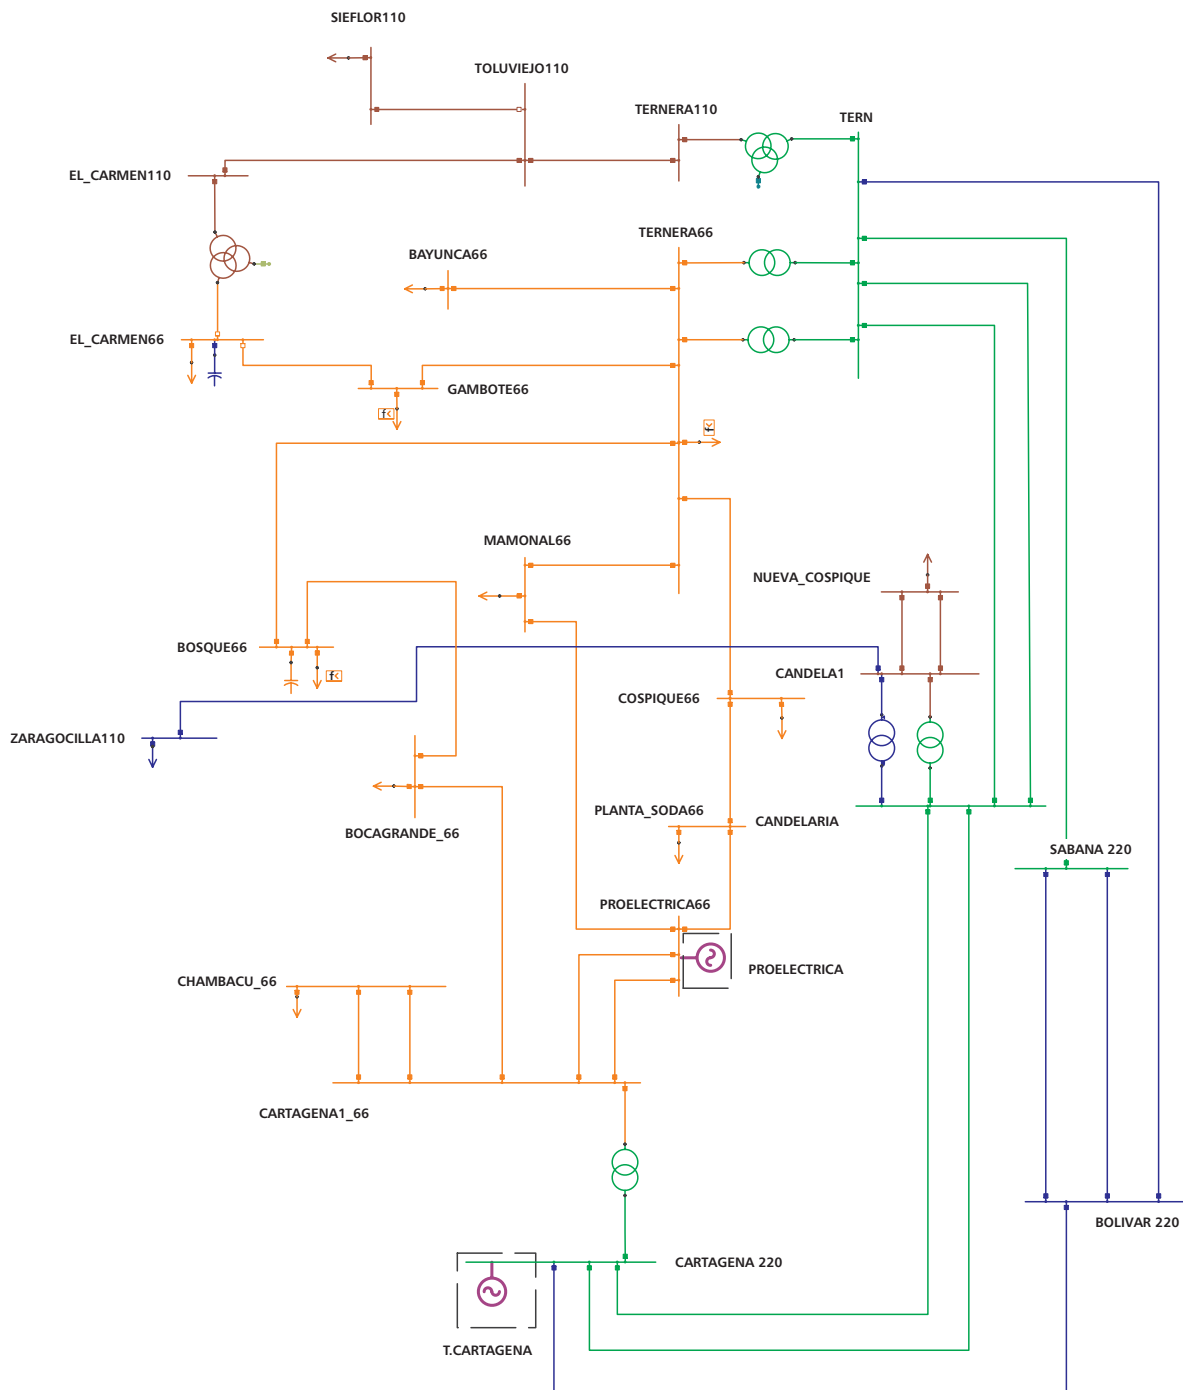 SIEFLOR110
TOLUVIEJO110
TERNERA110
TERN
EL_CARMEN110
TERNERA66
BAYUNCA66
EL_CARMEN66
GAMBOTE66
MAMONAL66
NUEVA_COSPIQUE
BOSQUE66
CANDELA1
COSPIQUE66
ZARAGOCILLA110
PLANTA_SODA66
CANDELARIA
BOCAGRANDE_66
SABANA 220
PROELECTRICA66
PROELECTRICA
CHAMBACU_66
CARTAGENA1_66
BOLIVAR 220
CARTAGENA 220
T.CARTAGENA